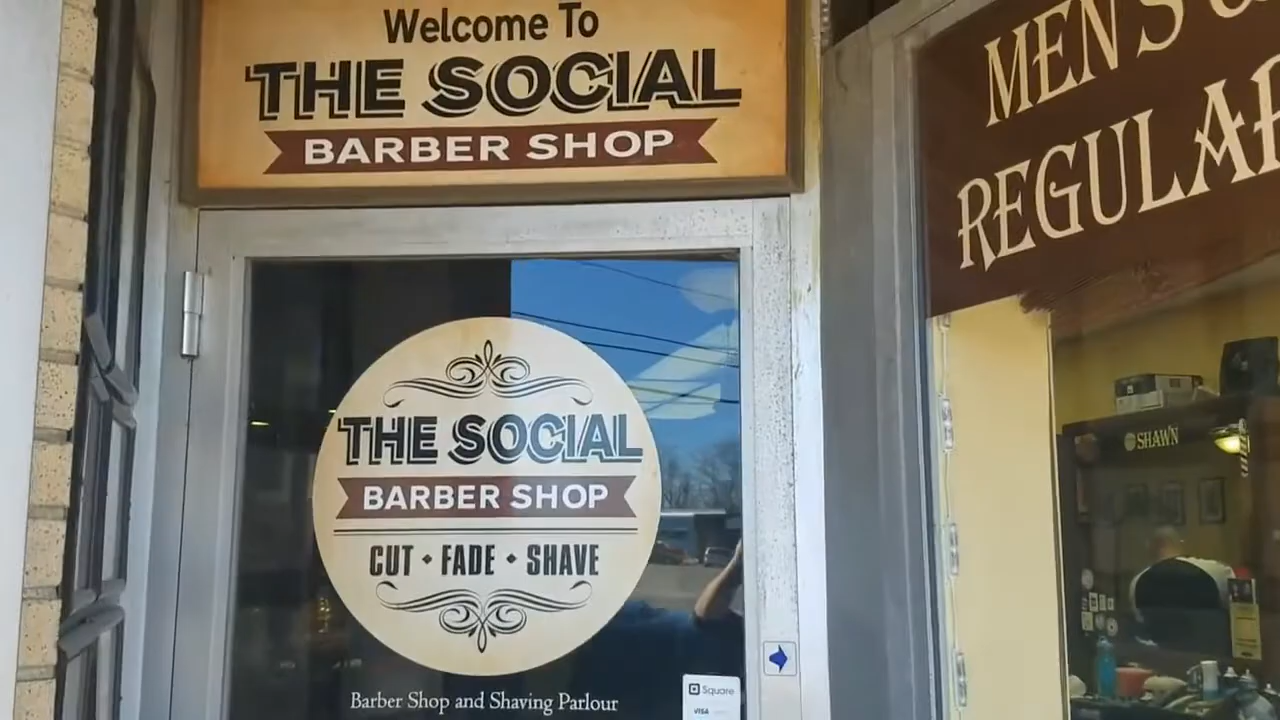 Welcome To
THE SOCIAL
BARBER SHOP
THE SOCIAL
BARBER SHOP
CUT • FADE • SHAVE
Barber Shop and Shaving Parlour
Square
VISA
MEN'S
SHAWN